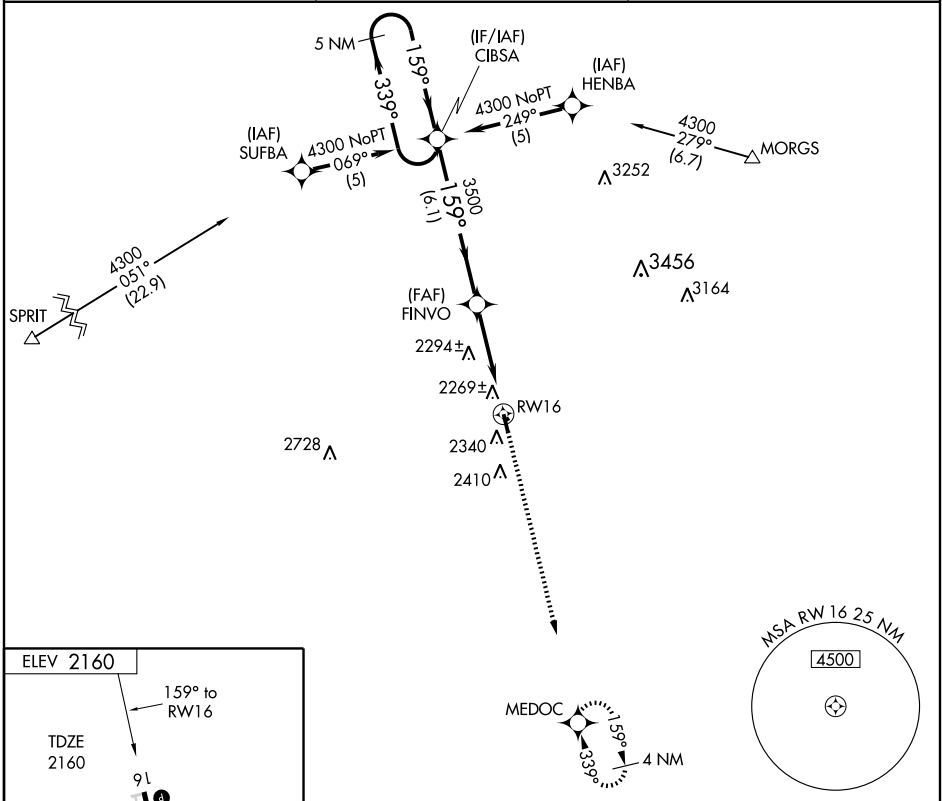 5 NM
159°
339°
(IF/IAF)
CIBSA
(IAF)
HENBA
4300 NoPT
249°
(5)
(IAF)
SUFBA
4300 NoPT
069°
(5)
4300
279°
(6.7)
MORGS
3252
3500
159°
(6.1)
4300
051°
(22.9)
SPRIT
3456
3164
(FAF)
FINVO
2294±
2269±
RW16
2340
2410
2728
MSA RW 16 25 NM
4500
MEDOC
159°
339°
4 NM
ELEV 2160
159° to
RW16
TDZE
2160
16
P